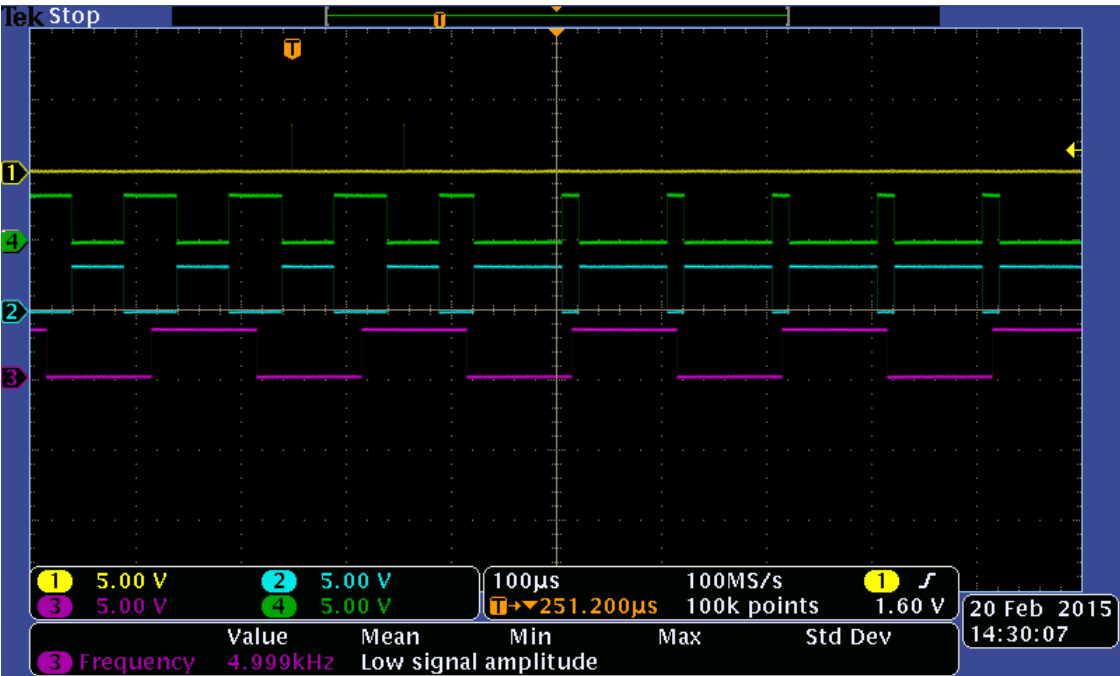 Tek Stop
T
T
1
4
2
3
1 5.00 V 2 5.00 V 100µs 100MS/s 1 ʃ
3 5.00 V 4 5.00 V T→▼251.200µs 100k points 1.60 V
20 Feb 2015
14:30:07
Value Mean Min Max Std Dev
3 Frequency 4.999kHz Low signal amplitude